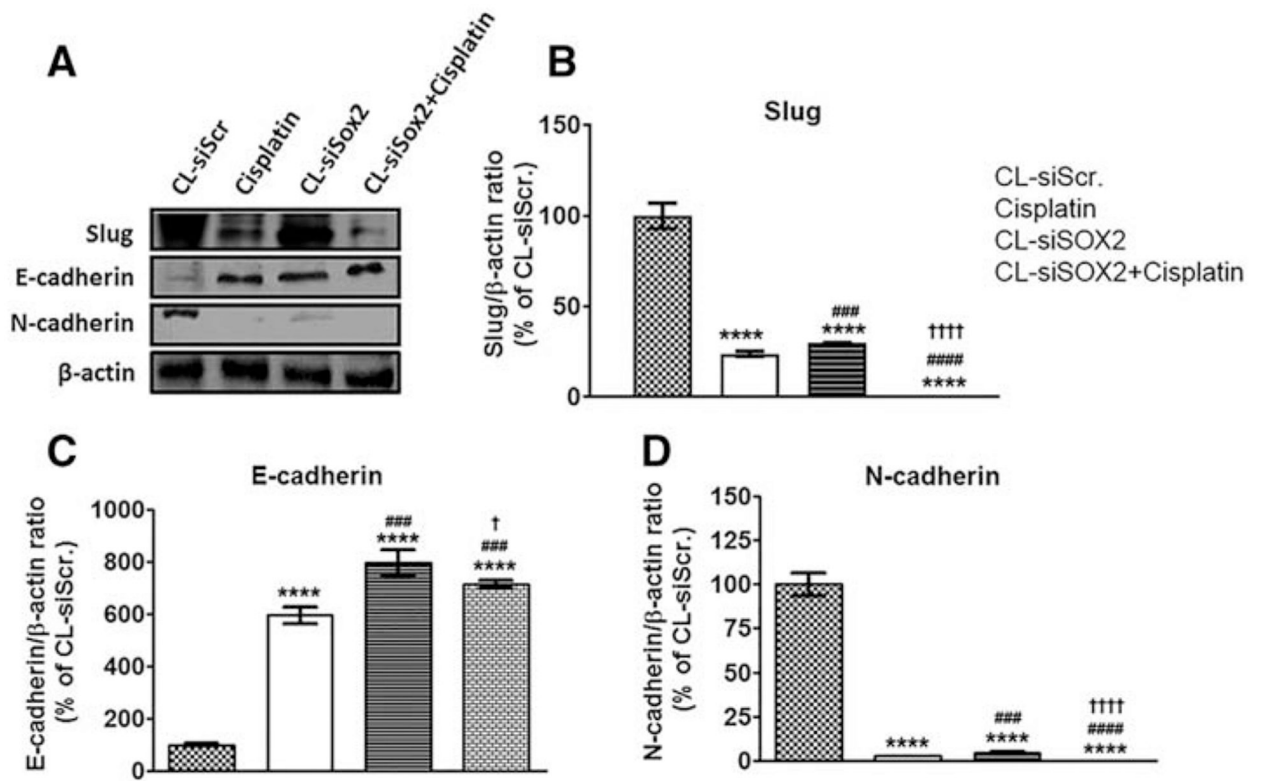 A
CL-siScr
Cisplatin
CL-siSox2
CL-siSox2+Cisplatin
Slug
E-cadherin
N-cadherin
β-actin
B
Slug
Slug/β-actin ratio
(% of CL-siScr.)
150
100
50
0
****
###
****
††††
####
****
CL-siScr.
Cisplatin
CL-siSOX2
CL-siSOX2+Cisplatin
C
E-cadherin
E-cadherin/β-actin ratio
(% of CL-siScr.)
1000
800
600
400
200
0
****
###
****
†
###
****
D
N-cadherin
N-cadherin/β-actin ratio
(% of CL-siScr.)
150
125
100
75
50
25
0
****
###
****
††††
####
****